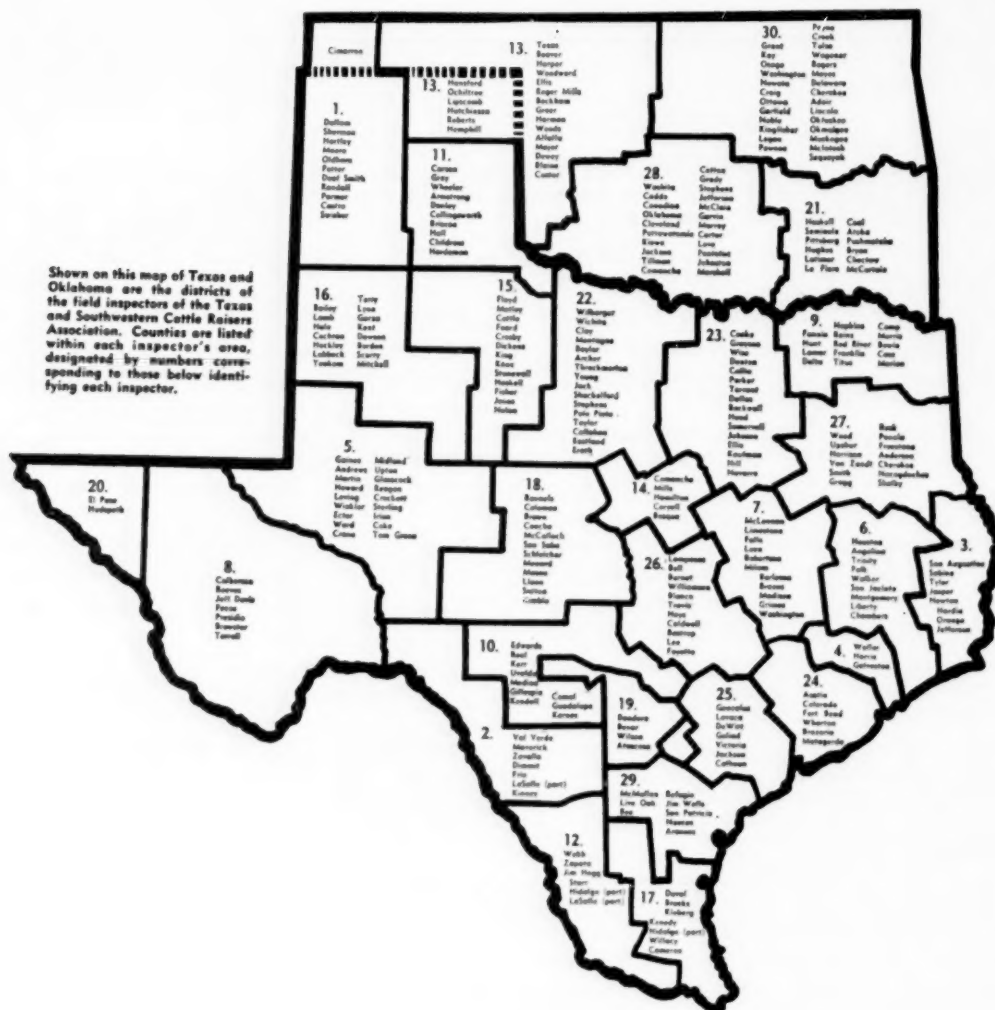 Shown on this map of Texas and
Oklahoma are the districts of
the field inspectors of the Texas
and Southwestern Cattle Raisers
Association. Counties are listed
within each inspector's area,
designated by numbers corre-
sponding to those below identi-
fying each inspector.
Cimarron
13.
Texas
Beaver
Harper
Woodward
Ellis
Roger Mills
Beckham
Greer
Harmon
Woods
Alfalfa
Major
Dewey
Blaine
Custer
30.
Grant
Kay
Osage
Washington
Nowata
Craig
Ottawa
Garfield
Noble
Kingfisher
Logan
Pawnee
Payne
Creek
Tulsa
Wagoner
Rogers
Mayes
Delaware
Cherokee
Adair
Lincoln
Okfuskee
Okmulgee
Muskogee
McIntosh
Sequoyah
13.
Hansford
Ochiltree
Lipscomb
Hutchinson
Roberts
Hemphill
1.
Dallam
Sherman
Hartley
Moore
Oldham
Potter
Deaf Smith
Randall
Parmer
Castro
Swisher
11.
Carson
Gray
Wheeler
Armstrong
Donley
Collingsworth
Briscoe
Hall
Childress
Hardeman
28.
Washita
Caddo
Canadian
Oklahoma
Cleveland
Pottawatomie
Kiowa
Jackson
Tillman
Comanche
Cotton
Grady
Stephens
Jefferson
McClain
Garvin
Murray
Carter
Love
Pontotoc
Johnston
Marshall
21.
Haskell
Seminole
Pittsburg
Hughes
Latimer
Le Flore
Coal
Atoka
Pushmataha
Bryan
Choctaw
McCurtain
16.
Bailey
Lamb
Hale
Cochran
Hockley
Lubbock
Yoakum
Terry
Lynn
Garza
Kent
Dawson
Borden
Scurry
Mitchell
15.
Floyd
Motley
Cottle
Foard
Crosby
Dickens
King
Knox
Stonewall
Haskell
Fisher
Jones
Nolan
22.
Wilbarger
Wichita
Clay
Montague
Baylor
Archer
Throckmorton
Young
Jack
Shackelford
Stephens
Palo Pinto
Taylor
Callahan
Eastland
Erath
23.
Cooke
Grayson
Wise
Denton
Collin
Parker
Tarrant
Dallas
Rockwall
Hood
Somervell
Johnson
Ellis
Kaufman
Hill
Navarro
9.
Fannin
Hunt
Lamar
Delta
Hopkins
Rains
Red River
Franklin
Titus
Camp
Morris
Bowie
Cass
Marion
27.
Wood
Upshur
Harrison
Van Zandt
Smith
Gregg
Rusk
Panola
Freestone
Anderson
Cherokee
Nacogdoches
Shelby
20.
El Paso
Hudspeth
5.
Gaines
Andrews
Martin
Howard
Loving
Winkler
Ector
Ward
Crane
Midland
Upton
Glasscock
Reagan
Crockett
Sterling
Irion
Coke
Tom Green
18.
Runnels
Coleman
Brown
Concho
McCulloch
San Saba
Schleicher
Menard
Mason
Llano
Sutton
Kimble
14.
Comanche
Mills
Hamilton
Coryell
Bosque
7.
McLennan
Limestone
Falls
Leon
Robertson
Milam
Burleson
Brazos
Madison
Grimes
Washington
6.
Houston
Angelina
Trinity
Polk
Walker
San Jacinto
Montgomery
Liberty
Chambers
3.
San Augustine
Sabine
Tyler
Jasper
Newton
Hardin
Orange
Jefferson
26.
Lampasas
Bell
Burnet
Williamson
Blanco
Travis
Hays
Caldwell
Bastrop
Lee
Fayette
8.
Culberson
Reeves
Jeff Davis
Pecos
Presidio
Brewster
Terrell
4.
Waller
Harris
Galveston
10.
Edwards
Real
Kerr
Uvalde
Medina
Gillespie
Kendall
Comal
Guadalupe
Karnes
24.
Austin
Colorado
Fort Bend
Wharton
Brazoria
Matagorda
25.
Gonzales
Lavaca
DeWitt
Goliad
Victoria
Jackson
Calhoun
19.
Bandera
Bexar
Wilson
Atascosa
2.
Val Verde
Maverick
Zavalla
Dimmit
Frio
LaSalle (part)
Kinney
29.
McMullen
Live Oak
Bee
Refugio
Jim Wells
San Patricio
Nueces
Aransas
12.
Webb
Zapata
Jim Hogg
Starr
Hidalgo (part)
LaSalle (part)
17.
Duval
Brooks
Kleberg
Kenedy
Hidalgo (part)
Willacy
Cameron